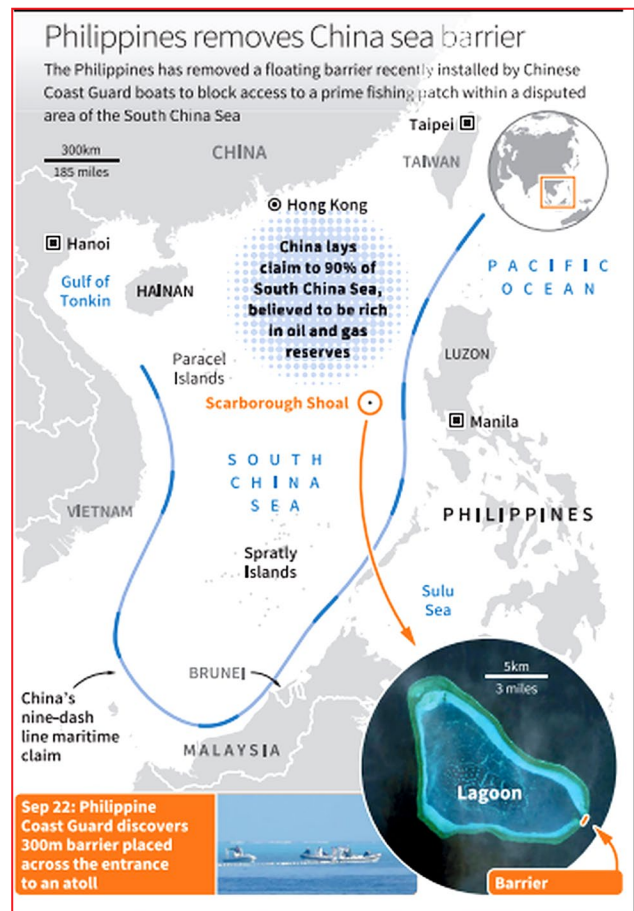 Philippines removes China sea barrier
The Philippines has removed a floating barrier recently installed by Chinese
Coast Guard boats to block access to a prime fishing patch within a disputed
area of the South China Sea
300km
185 miles
CHINA
Taipei
TAIWAN
Hong Kong
Hanoi
Gulf of
Tonkin
HAINAN
China lays
claim to 90% of
South China Sea,
believed to be rich
in oil and gas
reserves
PACIFIC
OCEAN
LUZON
Paracel
Islands
Scarborough Shoal
Manila
SOUTH
CHINA
SEA
VIETNAM
PHILIPPINES
Spratly
Islands
Sulu
Sea
BRUNEI
China's
nine-dash
line maritime
claim
MALAYSIA
5km
3 miles
Lagoon
Sep 22: Philippine
Coast Guard discovers
300m barrier placed
across the entrance
to an atoll
Barrier